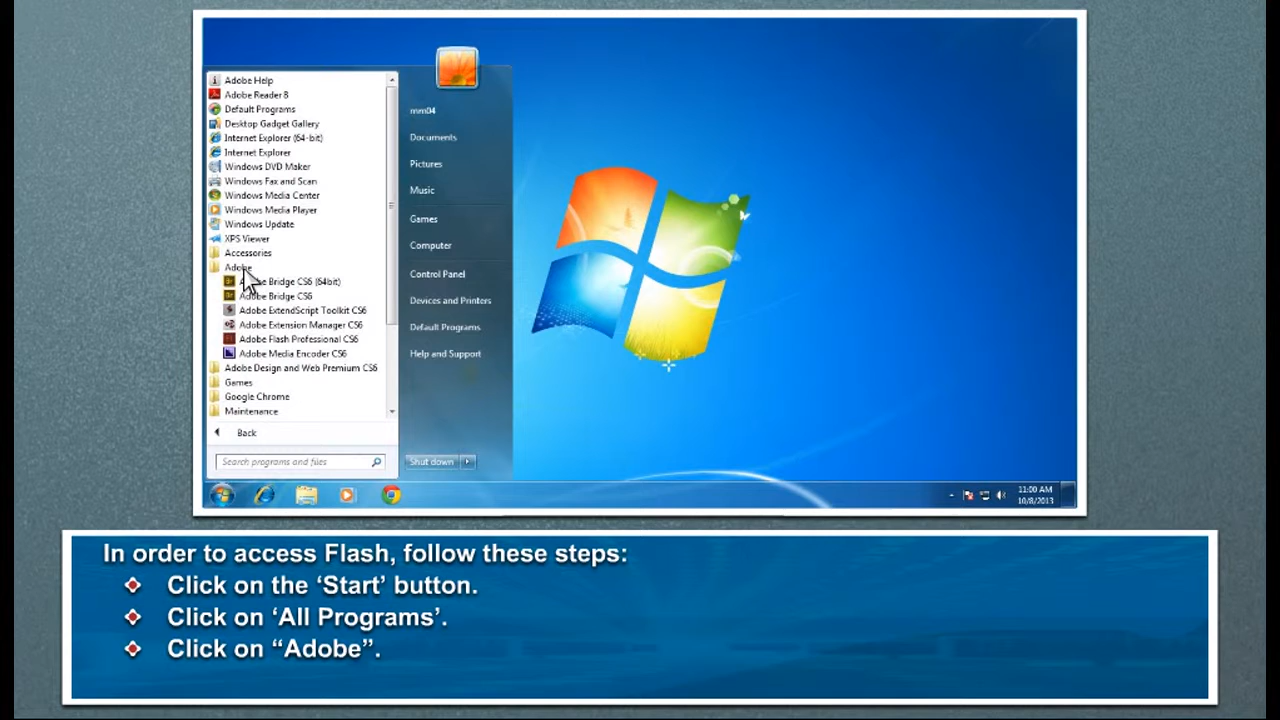 Adobe Help
Adobe Reader 8
Default Programs
Desktop Gadget Gallery
Internet Explorer (64-bit)
Internet Explorer
Windows DVD Maker
Windows Fax and Scan
Windows Media Center
Windows Media Player
Windows Update
XPS Viewer
Accessories
Adobe
Bridge CS6 (64bit)
Adobe Bridge CS6
Adobe ExtendScript Toolkit CS6
Adobe Extension Manager CS6
Adobe Flash Professional CS6
Adobe Media Encoder CS6
Adobe Design and Web Premium CS6
Games
Google Chrome
Maintenance
Back
Search programs and files
mm04
Documents
Pictures
Music
Games
Computer
Control Panel
Devices and Printers
Default Programs
Help and Support
Shut down
11:00 AM
10/8/2013
In order to access Flash, follow these steps:
Click on the ‘Start’ button.
Click on ‘All Programs’.
Click on “Adobe”.